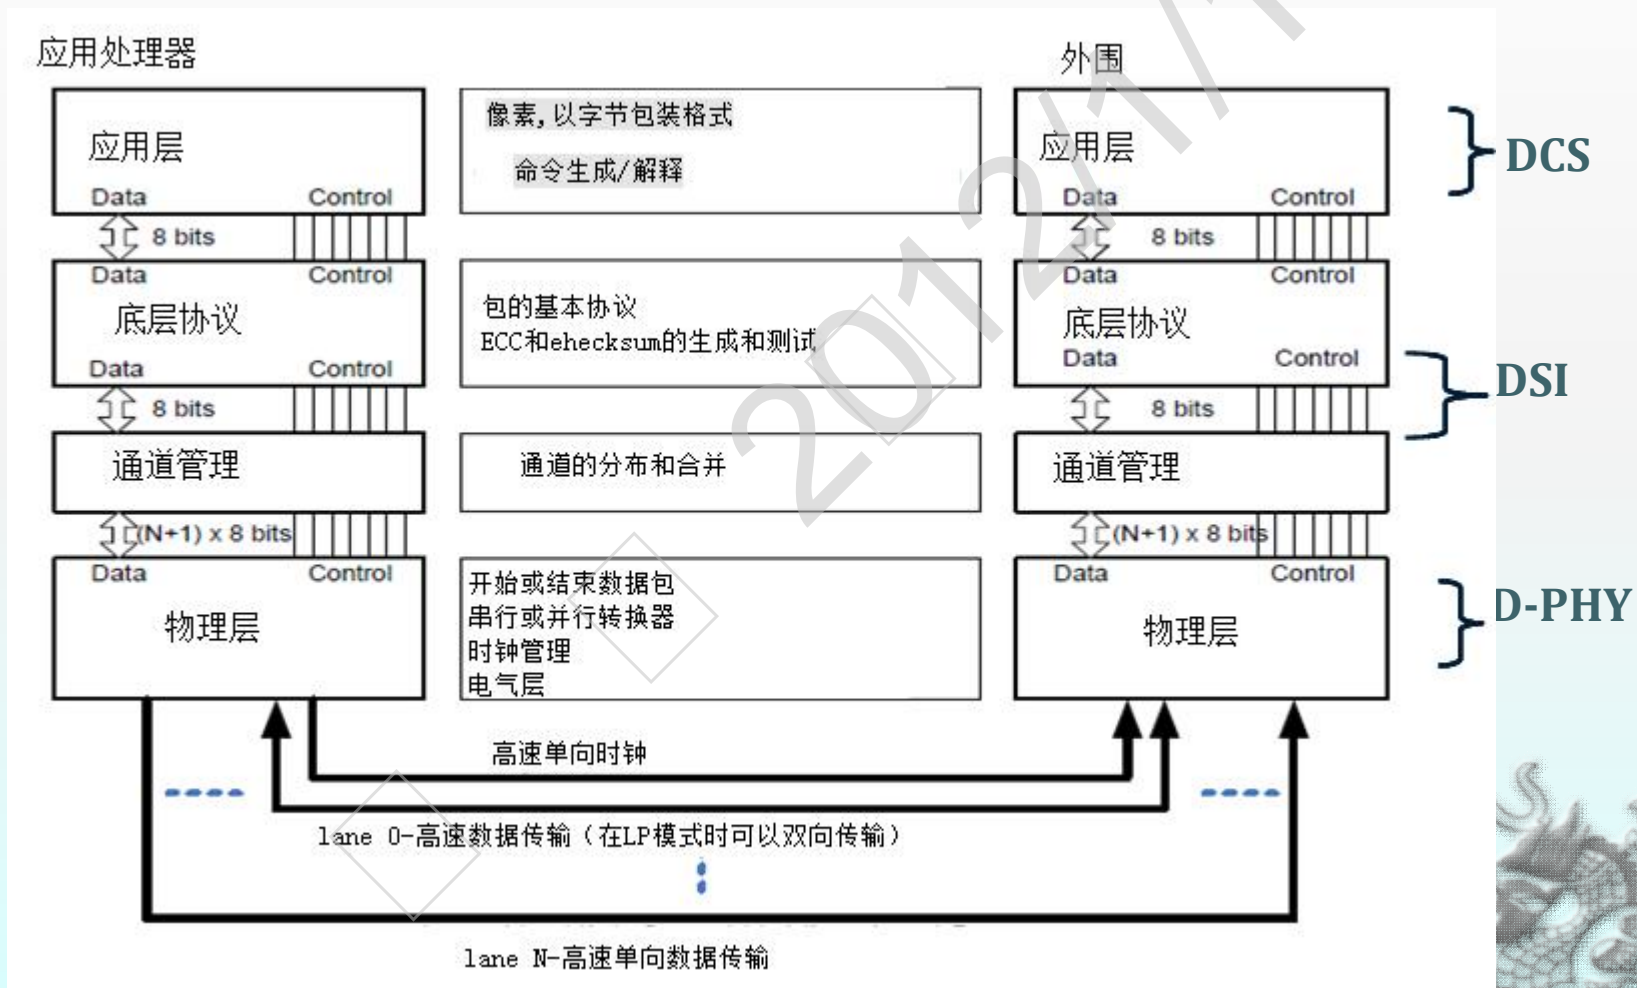 应用处理器
外围
应用层
像素,以字节包装格式
命令生成/解释
应用层
DCS
Data
Control
Data
Control
8 bits
8 bits
Data
Control
Data
Control
底层协议
包的基本协议
ECC和ehecksum的生成和测试
底层协议
Data
Control
Data
Control
DSI
8 bits
8 bits
通道管理
通道的分布和合并
通道管理
(N+1) x 8 bits
(N+1) x 8 bits
Data
Control
Data
Control
物理层
开始或结束数据包
串行或并行转换器
时钟管理
电气层
物理层
D-PHY
高速单向时钟
lane 0-高速数据传输（在LP模式时可以双向传输）
lane N-高速单向数据传输
2012/1/1